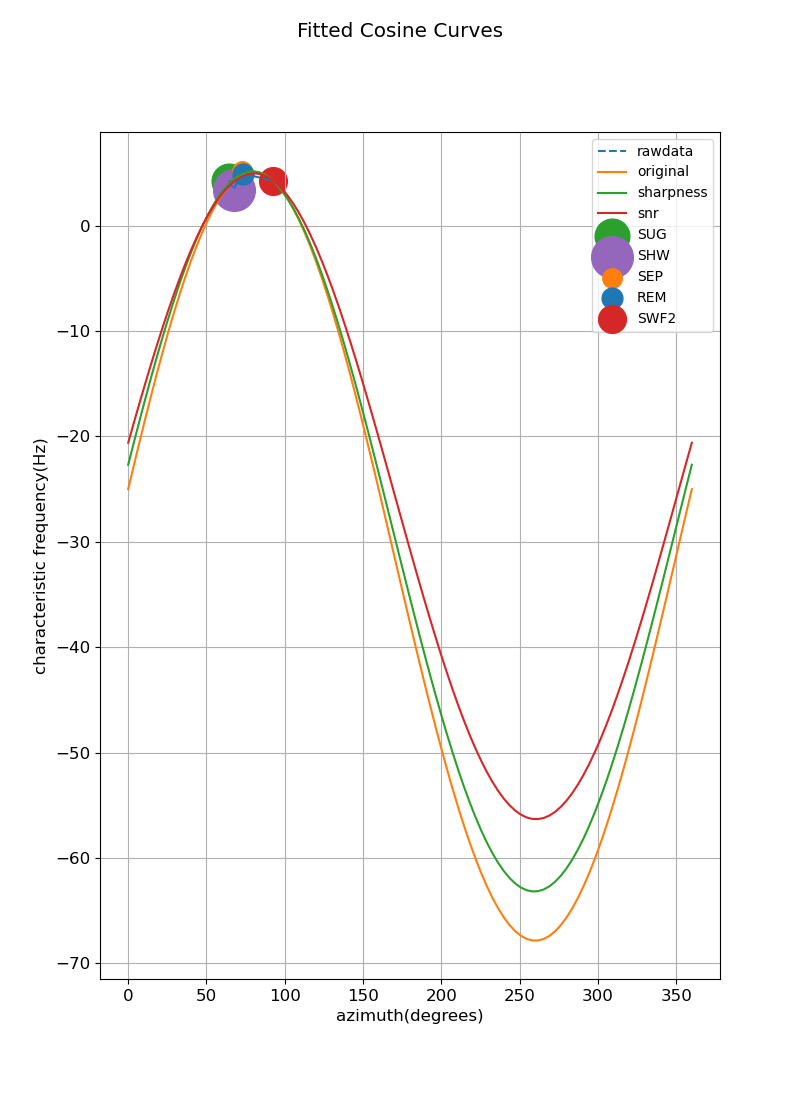 Fitted Cosine Curves
rawdata
original
sharpness
snr
SUG
SHW
SEP
REM
SWF2
0
−10
−20
−30
−40
−50
−60
−70
characteristic frequency(Hz)
0 50 100 150 200 250 300 350
azimuth(degrees)